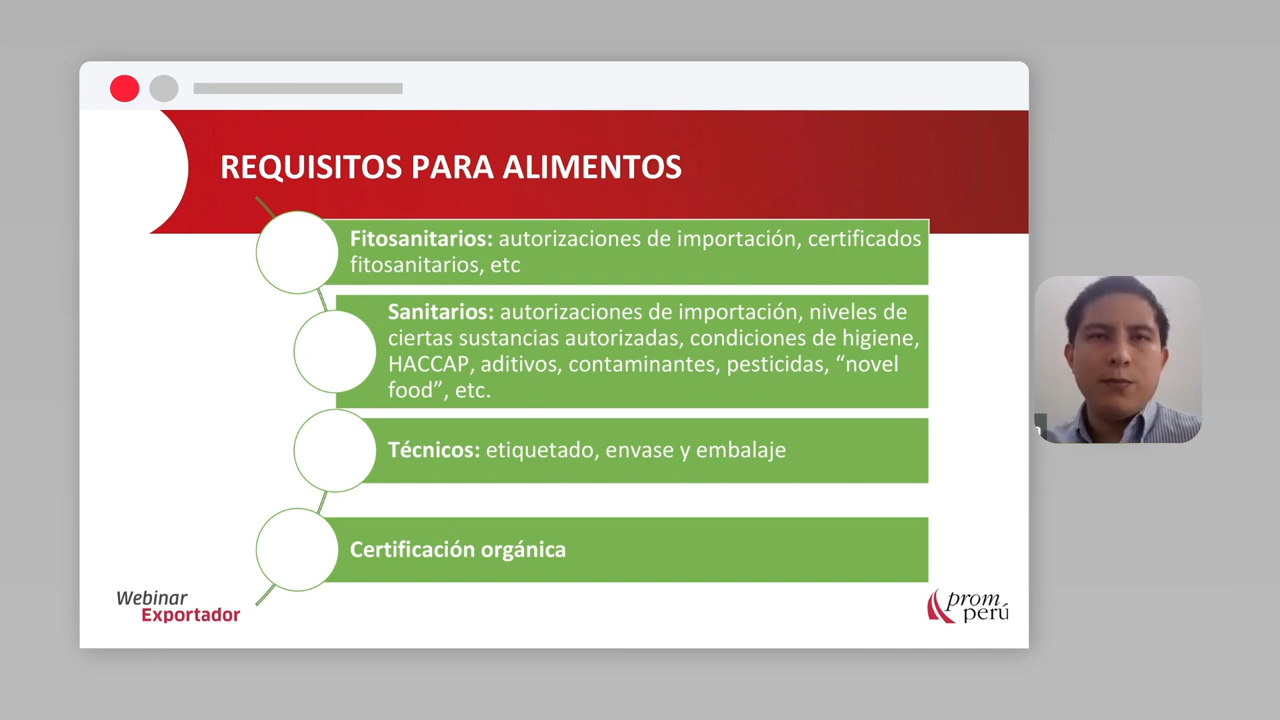 REQUISITOS PARA ALIMENTOS
Fitosanitarios: autorizaciones de importación, certificados
fitosanitarios, etc
Sanitarios: autorizaciones de importación, niveles de
ciertas sustancias autorizadas, condiciones de higiene,
HACCAP, aditivos, contaminantes, pesticidas, “novel
food”, etc.
Técnicos: etiquetado, envase y embalaje
Certificación orgánica
Webinar
Exportador
prom
perú